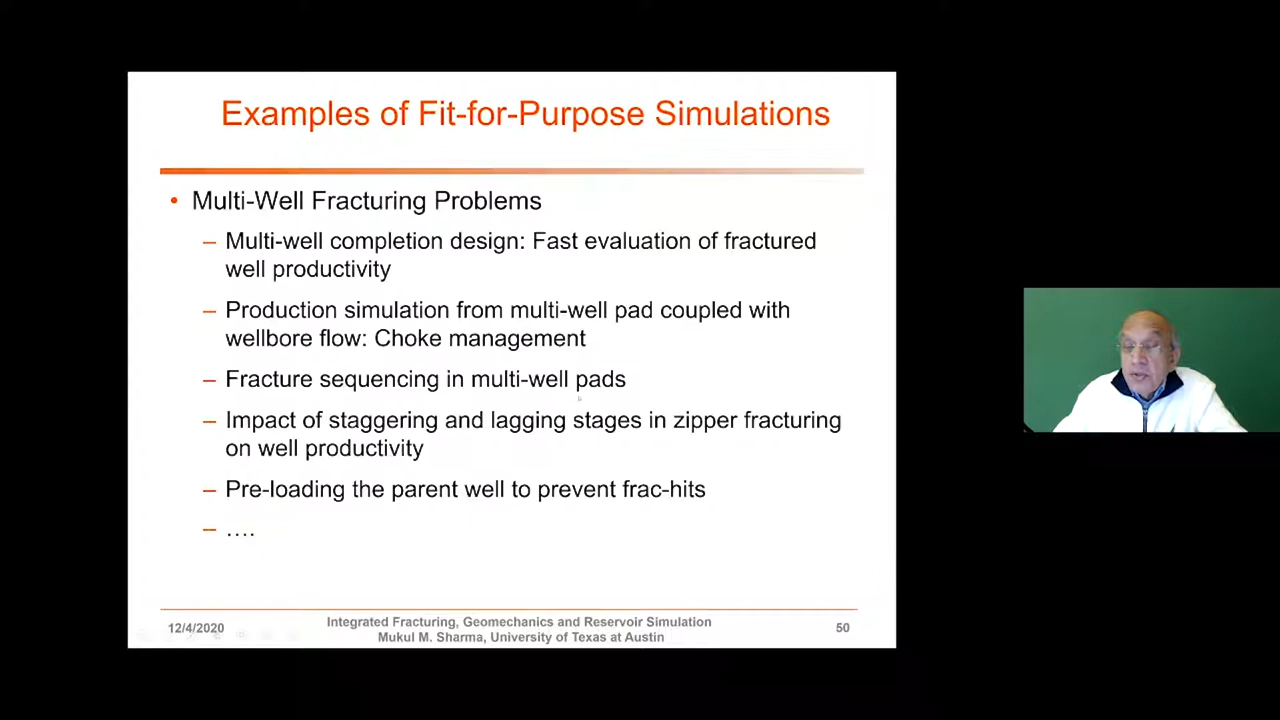 Examples of Fit-for-Purpose Simulations
• Multi-Well Fracturing Problems
– Multi-well completion design: Fast evaluation of fractured
well productivity
– Production simulation from multi-well pad coupled with
wellbore flow: Choke management
– Fracture sequencing in multi-well pads
– Impact of staggering and lagging stages in zipper fracturing
on well productivity
– Pre-loading the parent well to prevent frac-hits
– ….
12/4/2020
Integrated Fracturing, Geomechanics and Reservoir Simulation
Mukul M. Sharma, University of Texas at Austin
50